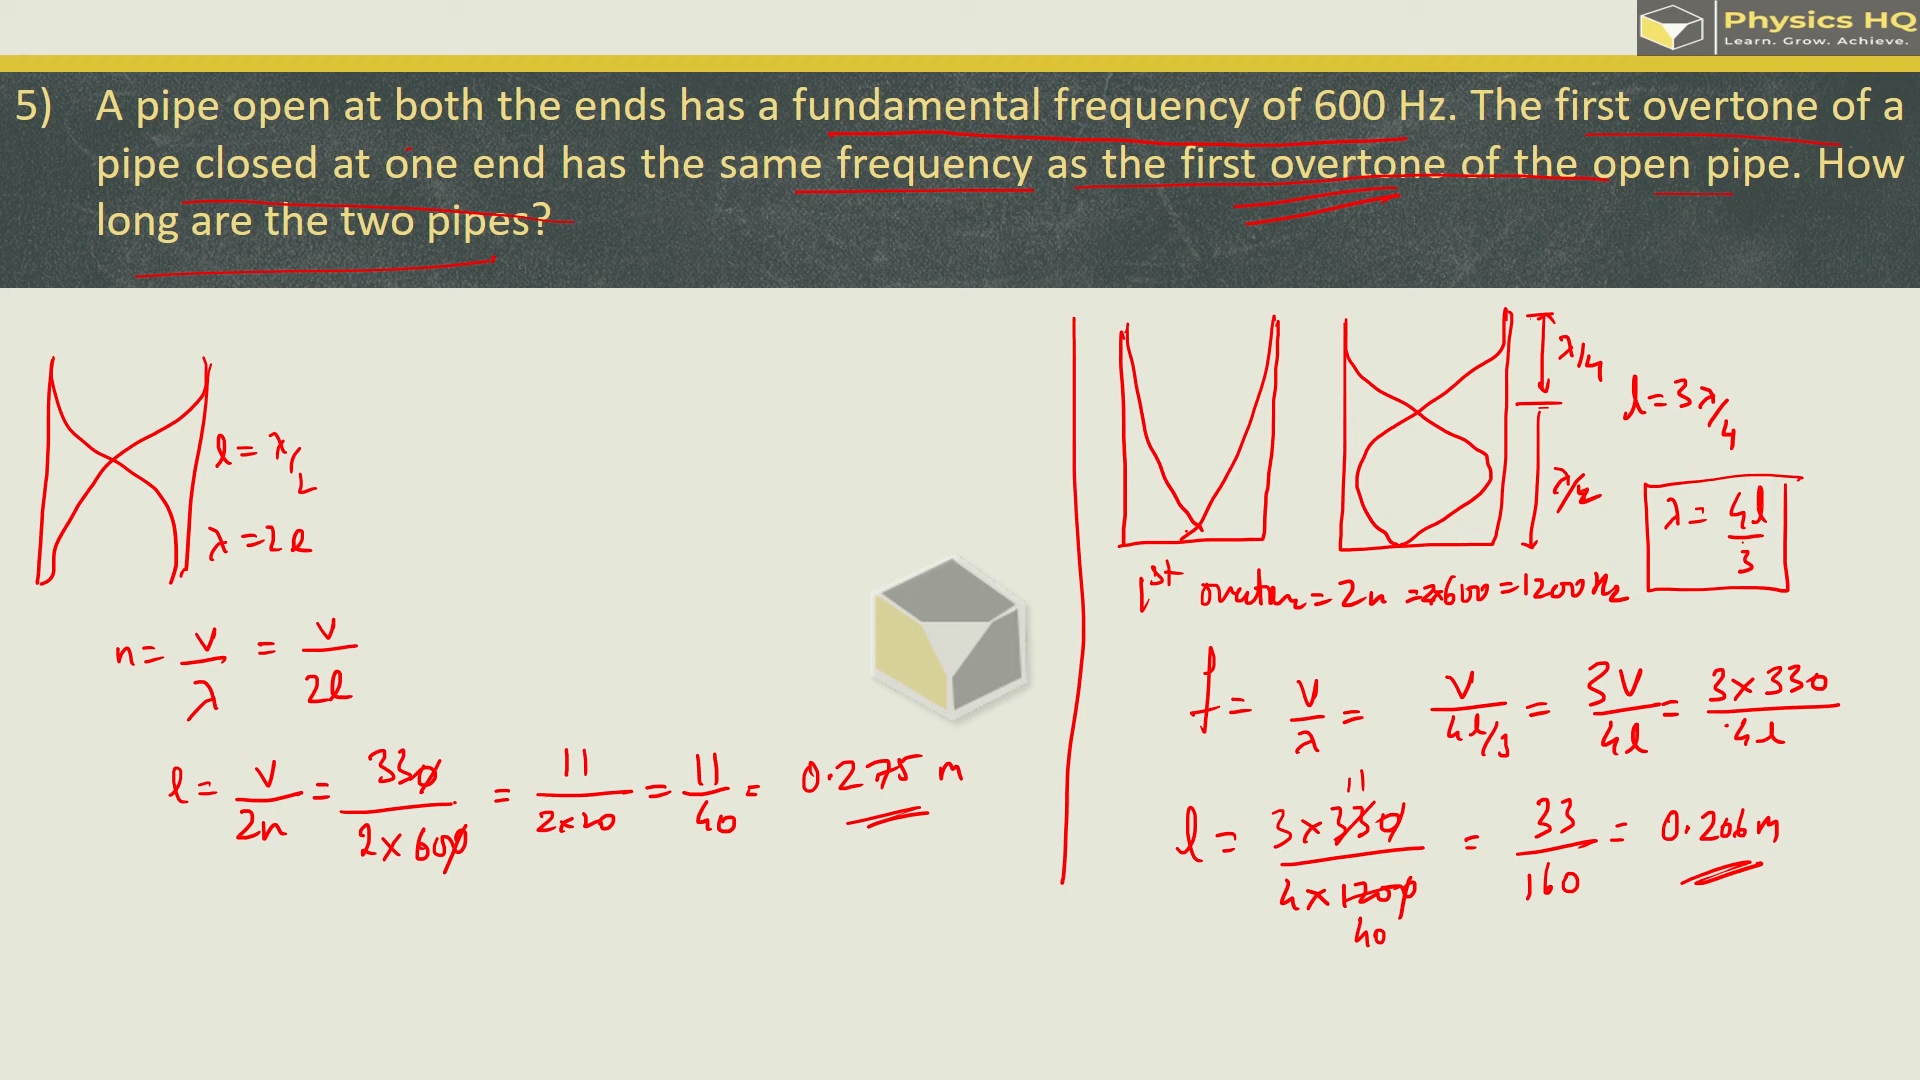 Physics HQ
Learn. Grow. Achieve.
5) A pipe open at both the ends has a fundamental frequency of 600 Hz. The first overtone of a
pipe closed at one end has the same frequency as the first overtone of the open pipe. How
long are the two pipes?
l = λ/2
λ = 2l
n = v/λ = v/2l
l = v/2n = 330/2×600 = 11/2×20 = 11/40 = 0.275 m
λ/4
λ/2
l = 3λ/4
λ = 4l/3
1st overtone = 2n = 2×600 = 1200 Hz
f = v/λ = v/4l/3 = 3v/4l = 3×330/4l
11
l = 3×330/4×1200 = 33/160 = 0.206 m
40